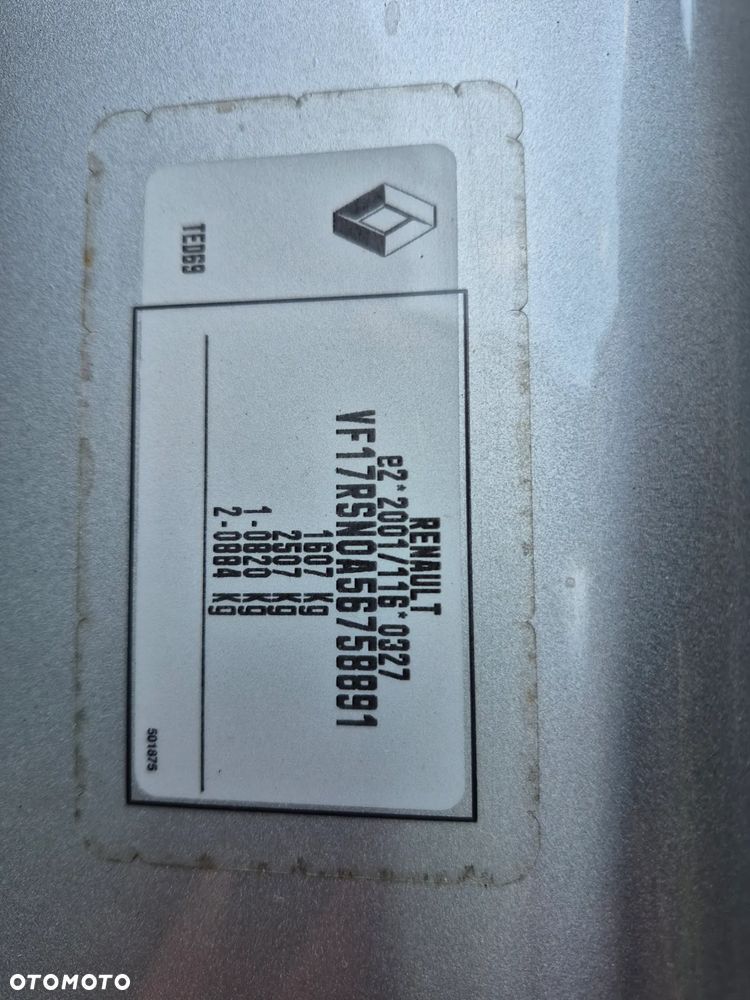 RENAULT
e2*2001/116*0327
VF17RSN0A56758891
1607 Kg
2507 Kg
1-0820 Kg
2-0884 Kg
TED69
501875
OTOMOTO